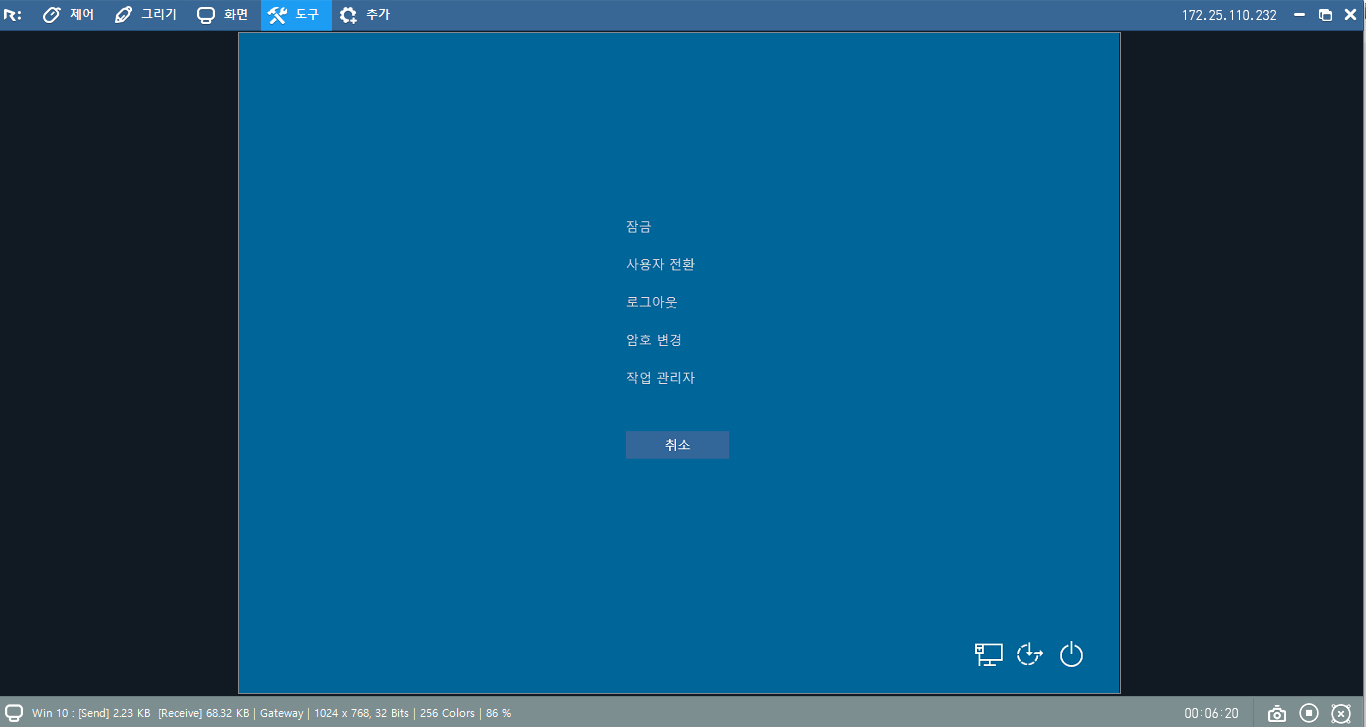 R: 제어 그리기 화면 도구 추가 172.25.110.232
잠금
사용자 전환
로그아웃
암호 변경
작업 관리자
취소
Win 10 : [Send] 2.23 KB [Receive] 68.32 KB | Gateway | 1024 x 768, 32 Bits | 256 Colors | 86 % 00:06:20